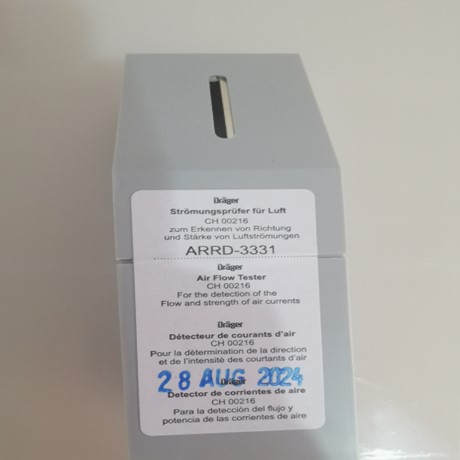 Dräger
Strömungsprüfer für Luft
CH 00216
zum Erkennen von Richtung
und Stärke von Luftströmungen
ARRD-3331
Dräger
Air Flow Tester
CH 00216
For the detection of the
Flow and strength of air currents
Dräger
Détecteur de courants d'air
CH 00216
Pour la détermination de la direction
et de l'intensité des courtants d'air
28 AUG 2024
Dräger
Detector de corrientes de aire
CH 00216
Para la detección del flujo y
potencia de las corrientes de aire